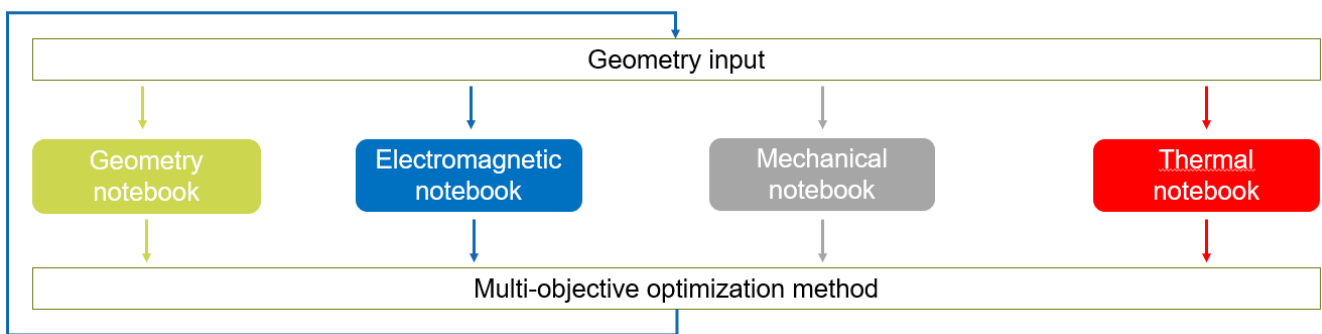 Geometry input
Geometry
notebook
Electromagnetic
notebook
Mechanical
notebook
Thermal
notebook
Multi-objective optimization method